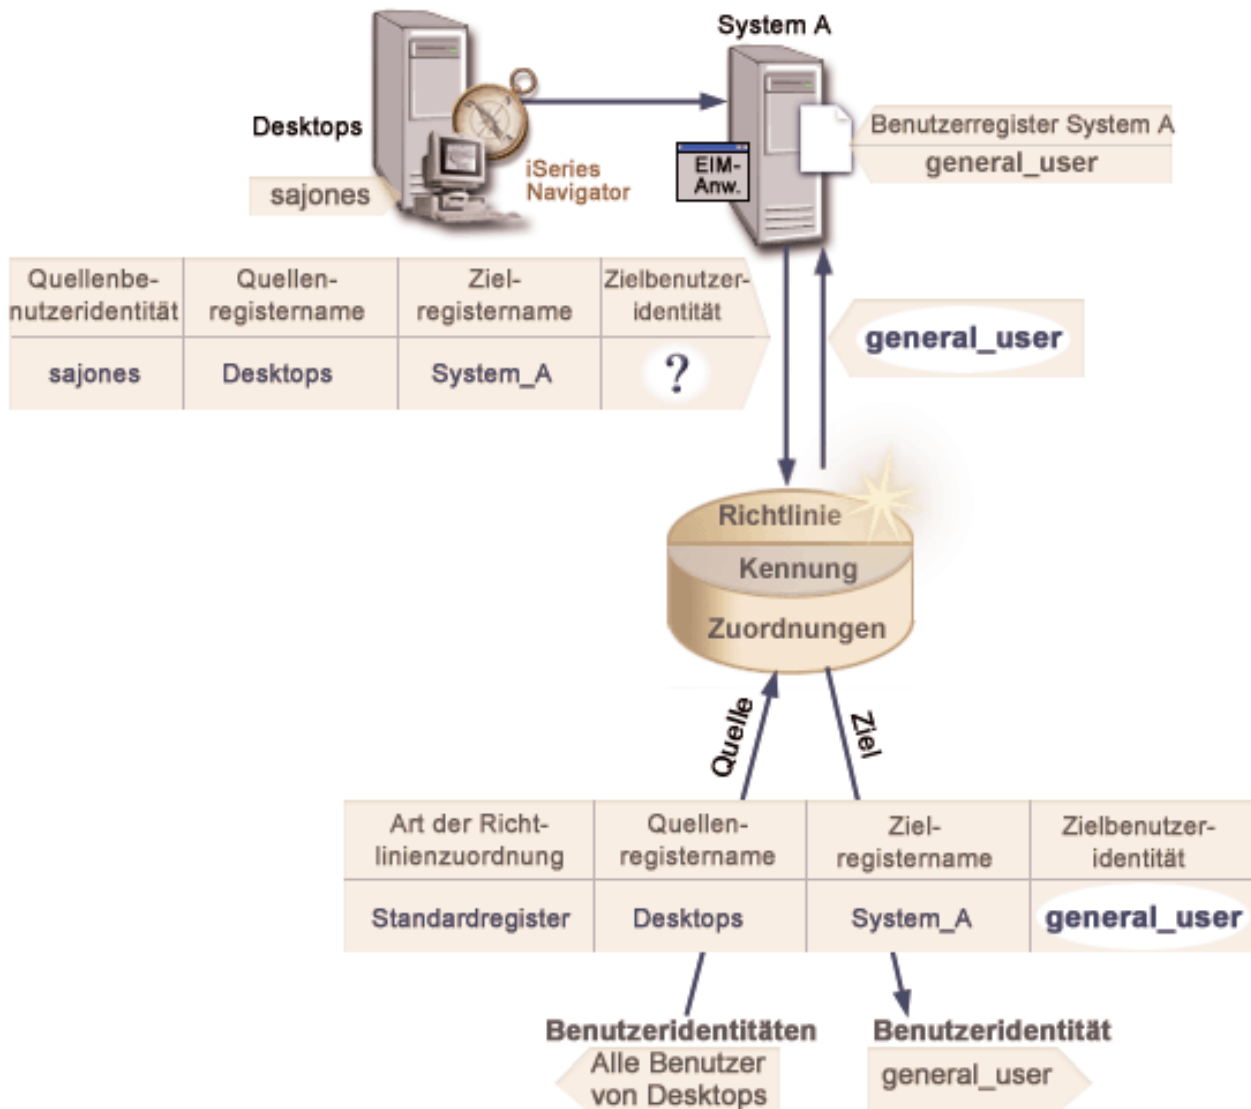 System A
Desktops
sajones
iSeries
Navigator
EIM-
Anw.
Benutzerregister System A
general_user
Quellenbe-
nutzeridentität
Quellen-
registername
Ziel-
registername
Zielbenutzer-
identität
sajones
Desktops
System_A
?
general_user
Richtlinie
Kennung
Zuordnungen
Quelle
Ziel
Art der Richt-
linienzuordnung
Quellen-
registername
Ziel-
registername
Zielbenutzer-
identität
Standardregister
Desktops
System_A
general_user
Benutzeridentitäten
Alle Benutzer
von Desktops
Benutzeridentität
general_user